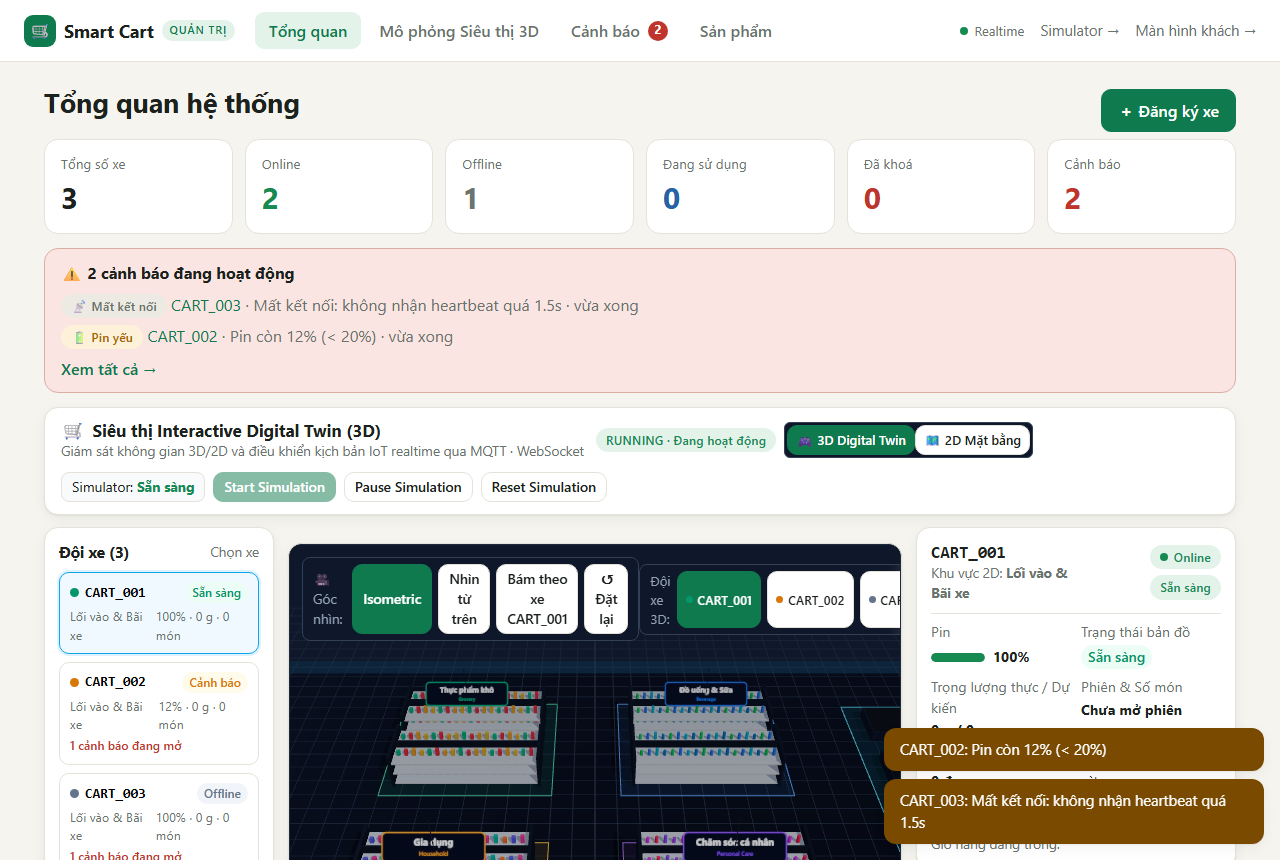 Smart Cart QUẢN TRỊ Tổng quan Mô phỏng Siêu thị 3D Cảnh báo 2 Sản phẩm Realtime Simulator → Màn hình khách →
Tổng quan hệ thống
+ Đăng ký xe
Tổng số xe
3
Online
2
Offline
1
Đang sử dụng
0
Đã khoá
0
Cảnh báo
2
2 cảnh báo đang hoạt động
Mất kết nối CART_003 · Mất kết nối: không nhận heartbeat quá 1.5s · vừa xong
Pin yếu CART_002 · Pin còn 12% (< 20%) · vừa xong
Xem tất cả →
Siêu thị Interactive Digital Twin (3D)
Giám sát không gian 3D/2D và điều khiển kịch bản IoT realtime qua MQTT · WebSocket
RUNNING · Đang hoạt động
3D Digital Twin
2D Mặt bằng
Simulator: Sẵn sàng
Start Simulation
Pause Simulation
Reset Simulation
Đội xe (3)
Chọn xe
CART_001
Sẵn sàng
Lối vào & Bãi
xe
100% · 0 g · 0
món
CART_002
Cảnh báo
Lối vào & Bãi
xe
12% · 0 g · 0
món
1 cảnh báo đang mở
CART_003
Offline
Lối vào & Bãi
xe
100% · 0 g · 0
món
1 cảnh báo đang mở
Góc
nhìn:
Isometric
Nhìn
từ
trên
Bám theo
xe
CART_001
↺
Đặt
lại
Đội
xe
3D:
CART_001
CART_002
Thực phẩm khô
Grocery
Đồ uống & Sữa
Beverage
Gia dụng
Household
Chăm sóc cá nhân
Personal Care
CART_001
Khu vực 2D: Lối vào &
Bãi xe
Online
Sẵn sàng
Pin
100%
Trạng thái bản đồ
Sẵn sàng
Trọng lượng thực / Dự
kiến
Phiên & Số món
Chưa mở phiên
CART_002: Pin còn 12% (< 20%)
CART_003: Mất kết nối: không nhận heartbeat quá
1.5s
Giỏ hàng đang trống.